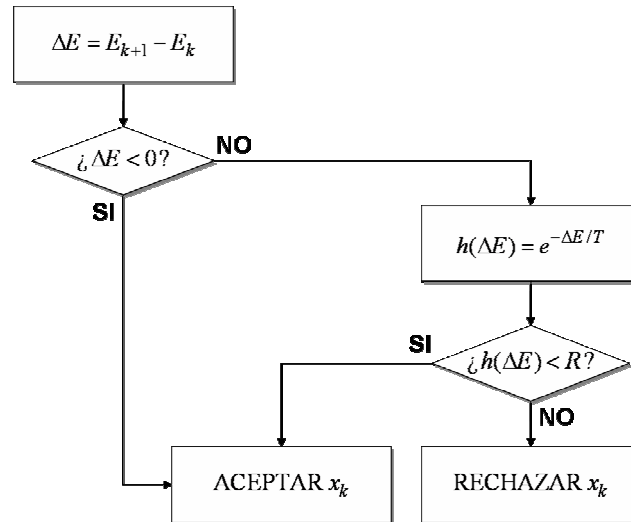 ΔE = E_{k+1} − E_k
¿ΔE < 0?
NO
SI
h(ΔE) = e^{−ΔE/T}
SI
¿h(ΔE) < R?
NO
ACEPTAR x_k
RECHAZAR x_k